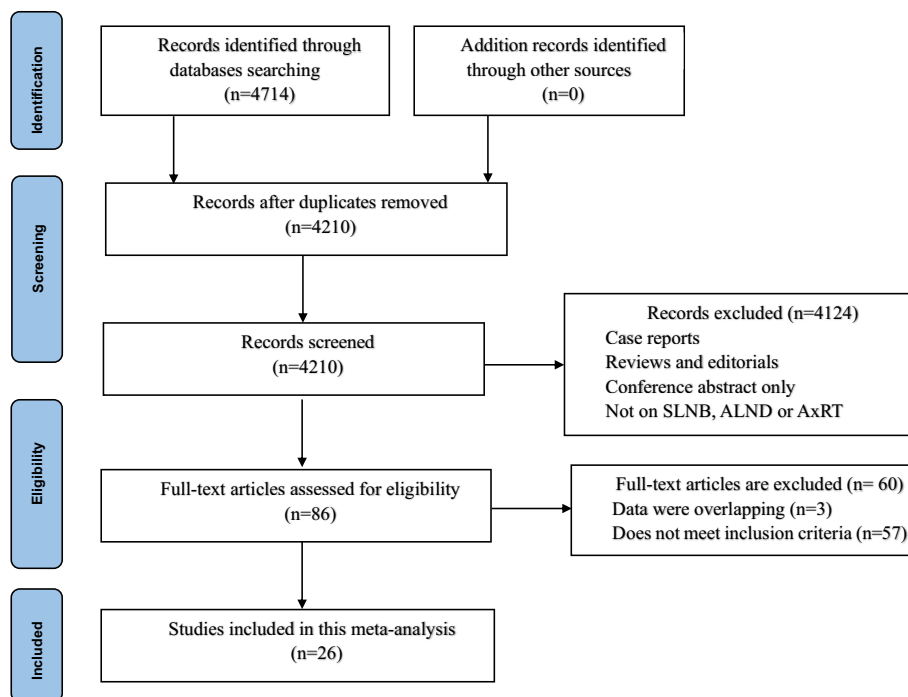 Identification
Records identified through
databases searching
(n=4714)
Addition records identified
through other sources
(n=0)
Screening
Records after duplicates removed
(n=4210)
Records screened
(n=4210)
Records excluded (n=4124)
Case reports
Reviews and editorials
Conference abstract only
Not on SLNB, ALND or AxRT
Eligibility
Full-text articles assessed for eligibility
(n=86)
Full-text articles are excluded (n= 60)
Data were overlapping (n=3)
Does not meet inclusion criteria (n=57)
Included
Studies included in this meta-analysis
(n=26)